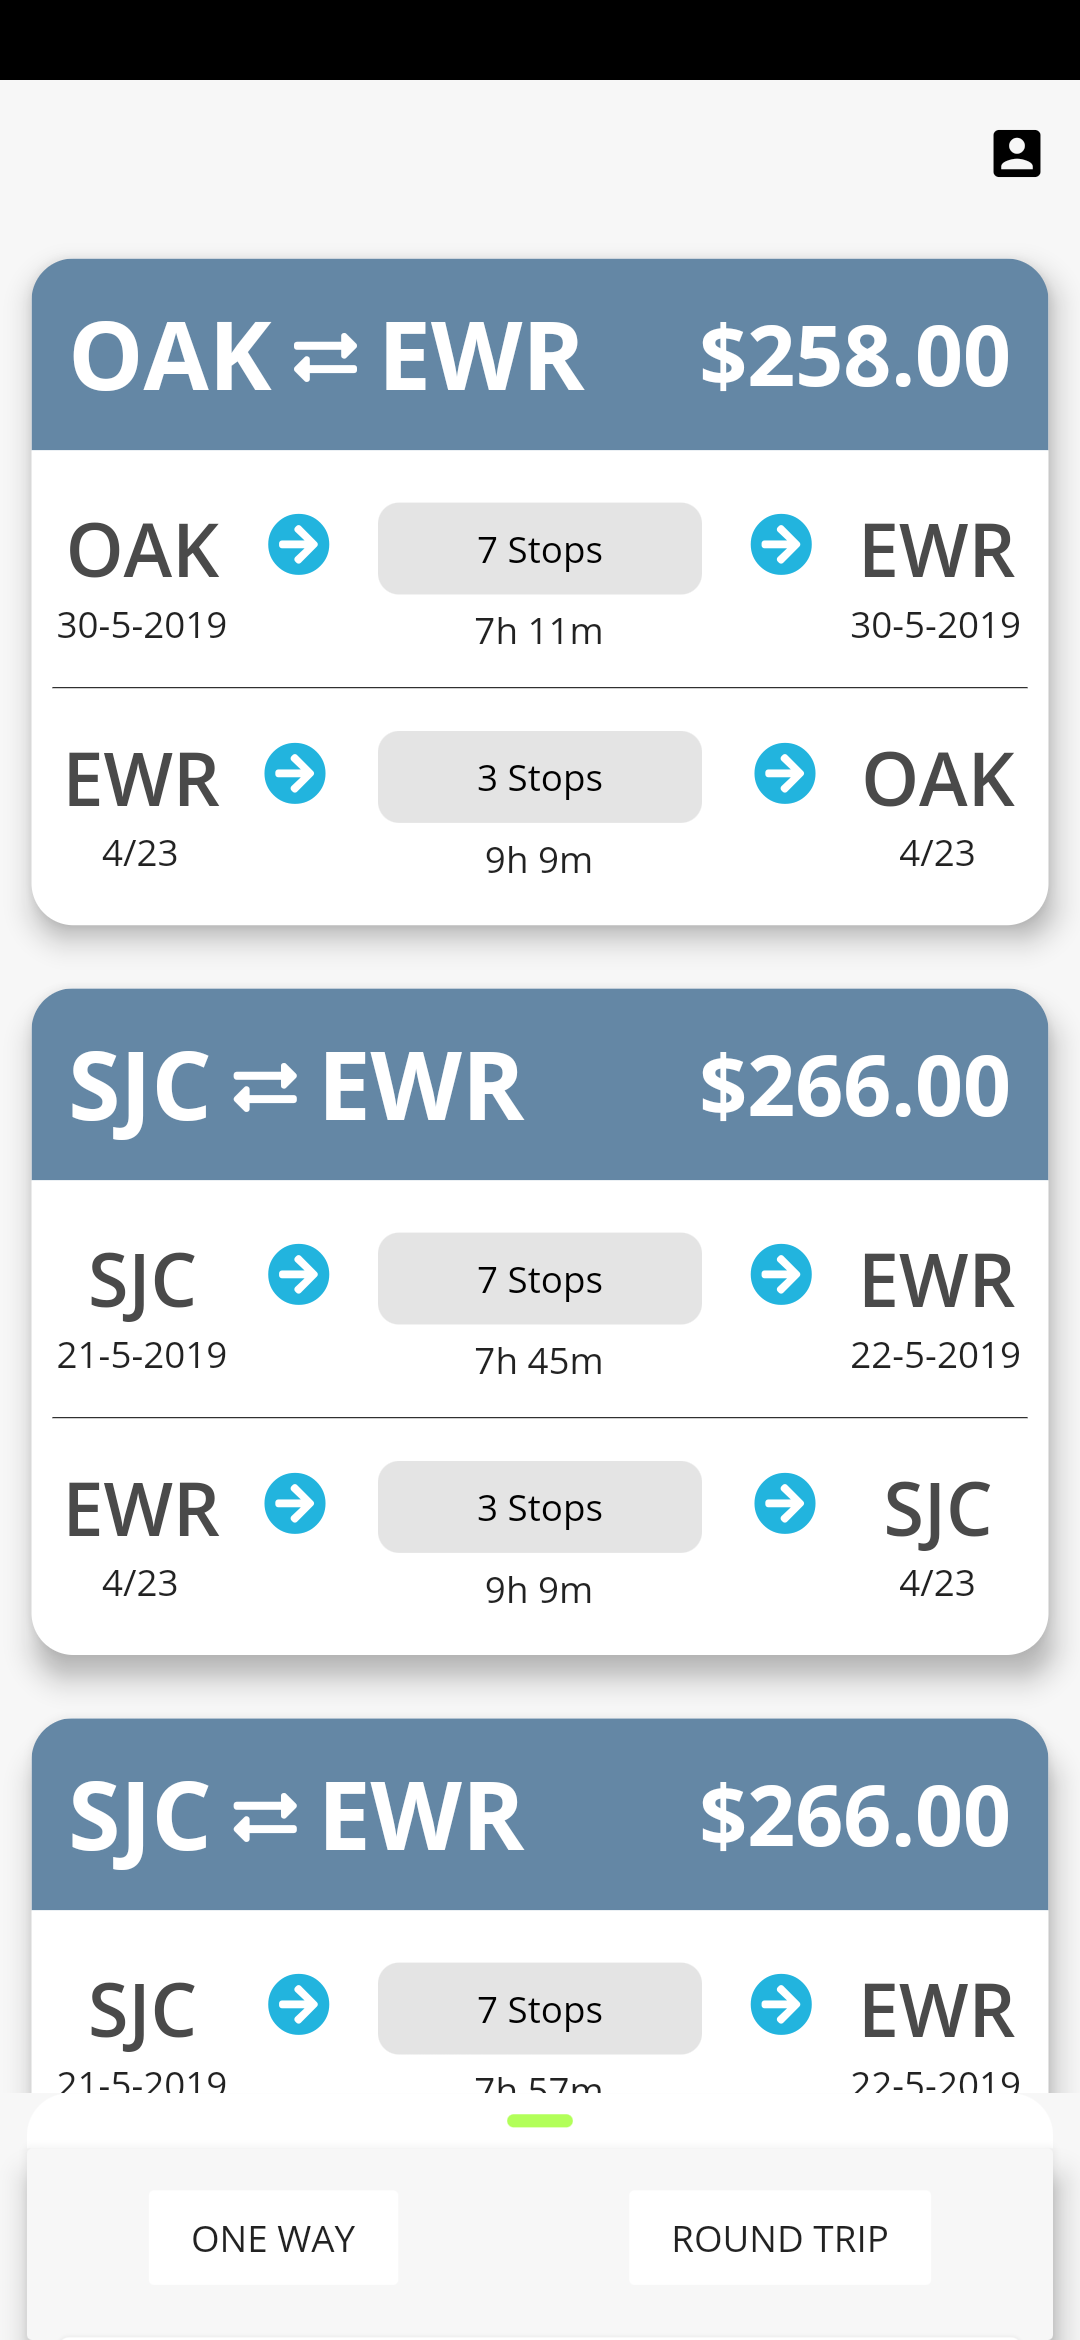 OAK EWR $258.00
OAK 7 Stops EWR
30-5-2019 7h 11m 30-5-2019
EWR 3 Stops OAK
4/23 9h 9m 4/23
SJC EWR $266.00
SJC 7 Stops EWR
21-5-2019 7h 45m 22-5-2019
EWR 3 Stops SJC
4/23 9h 9m 4/23
SJC EWR $266.00
SJC 7 Stops EWR
21-5-2019 7h 57m 22-5-2019
ONE WAY ROUND TRIP